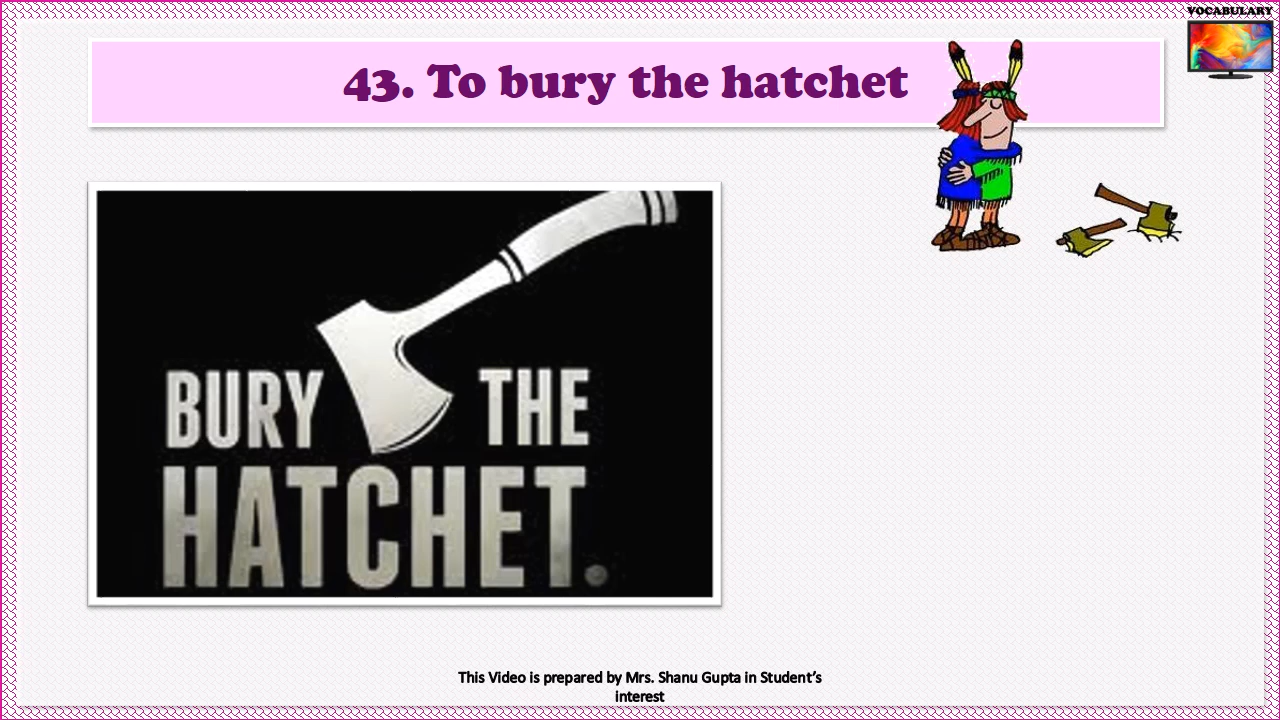 VOCABULARY
43. To bury the hatchet
BURY THE
HATCHET.
This Video is prepared by Mrs. Shanu Gupta in Student’s
interest